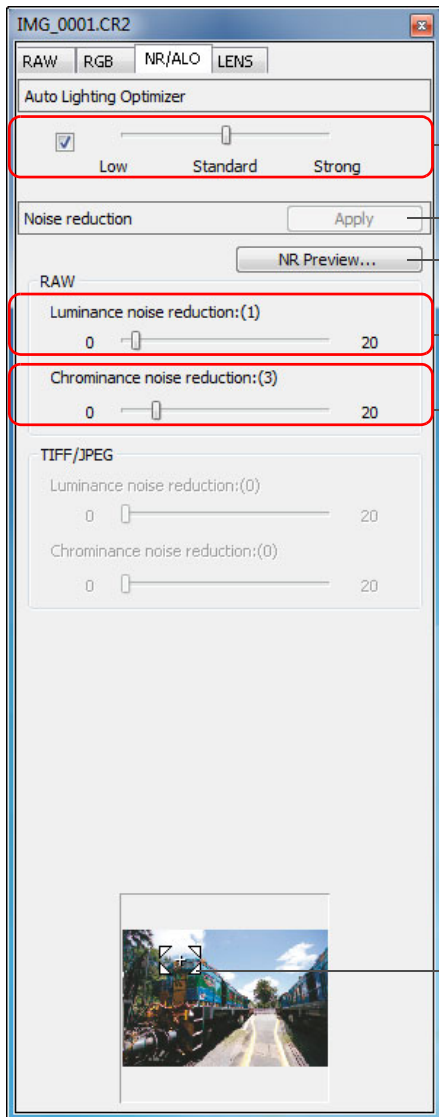 IMG_0001.CR2
RAW RGB NR/ALO LENS
Auto Lighting Optimizer
Low Standard Strong
Noise reduction Apply
NR Preview...
RAW
Luminance noise reduction:(1)
0 20
Chrominance noise reduction:(3)
0 20
TIFF/JPEG
Luminance noise reduction:(0)
0 20
Chrominance noise reduction:(0)
0 20